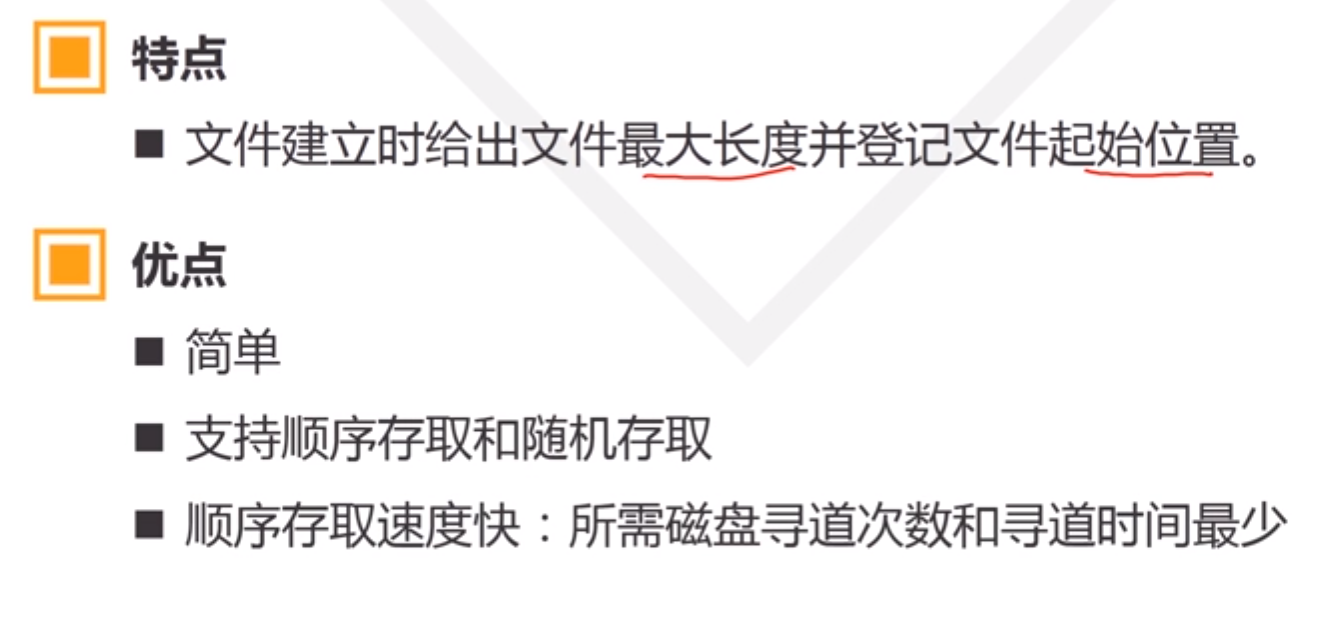 特点
文件建立时给出文件最大长度并登记文件起始位置。
优点
简单
支持顺序存取和随机存取
顺序存取速度快：所需磁盘寻道次数和寻道时间最少